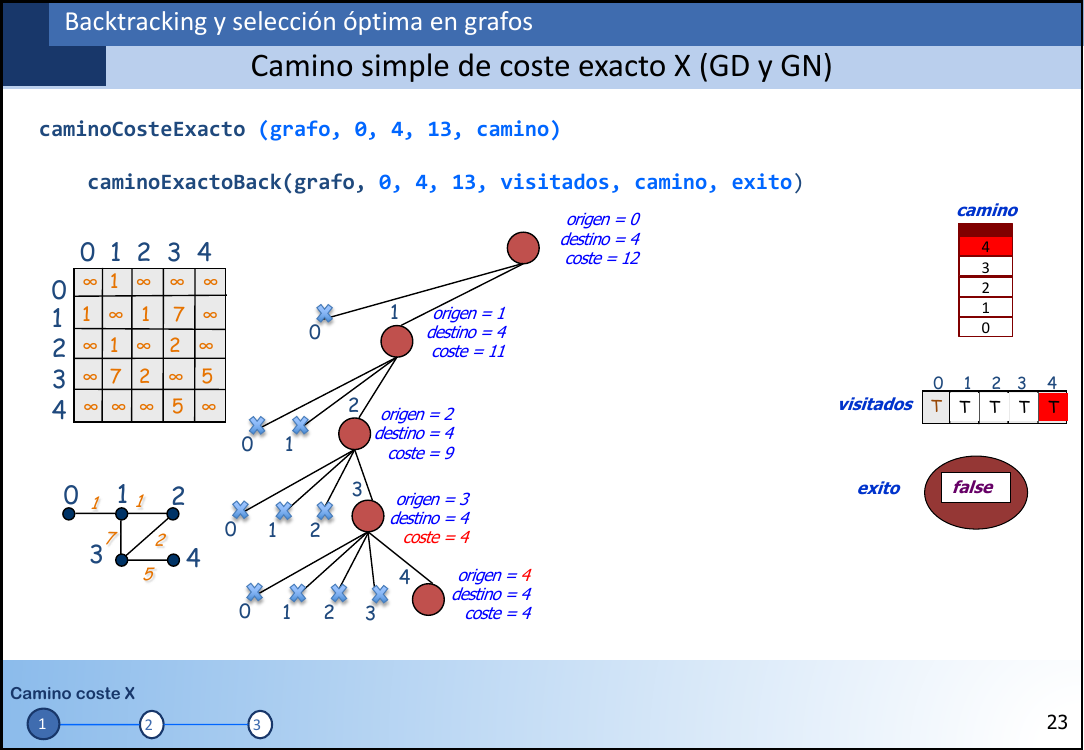 Backtracking y selección óptima en grafos
Camino simple de coste exacto X (GD y GN)
caminoCosteExacto (grafo, 0, 4, 13, camino)
caminoExactoBack(grafo, 0, 4, 13, visitados, camino, exito)
0 1 2 3 4
0 ∞ 1 ∞ ∞ ∞
1 1 ∞ 1 7 ∞
2 ∞ 1 ∞ 2 ∞
3 ∞ 7 2 ∞ 5
4 ∞ ∞ ∞ 5 ∞
0 1 1 1 2
7 2
3 5 4
origen = 0
destino = 4
coste = 12
0
1
origen = 1
destino = 4
coste = 11
0 1
2
origen = 2
destino = 4
coste = 9
0 1 2
3
origen = 3
destino = 4
coste = 4
0 1 2 3
4
origen = 4
destino = 4
coste = 4
camino
4
3
2
1
0
0 1 2 3 4
visitados T T T T T
exito false
Camino coste X
1 2 3
23